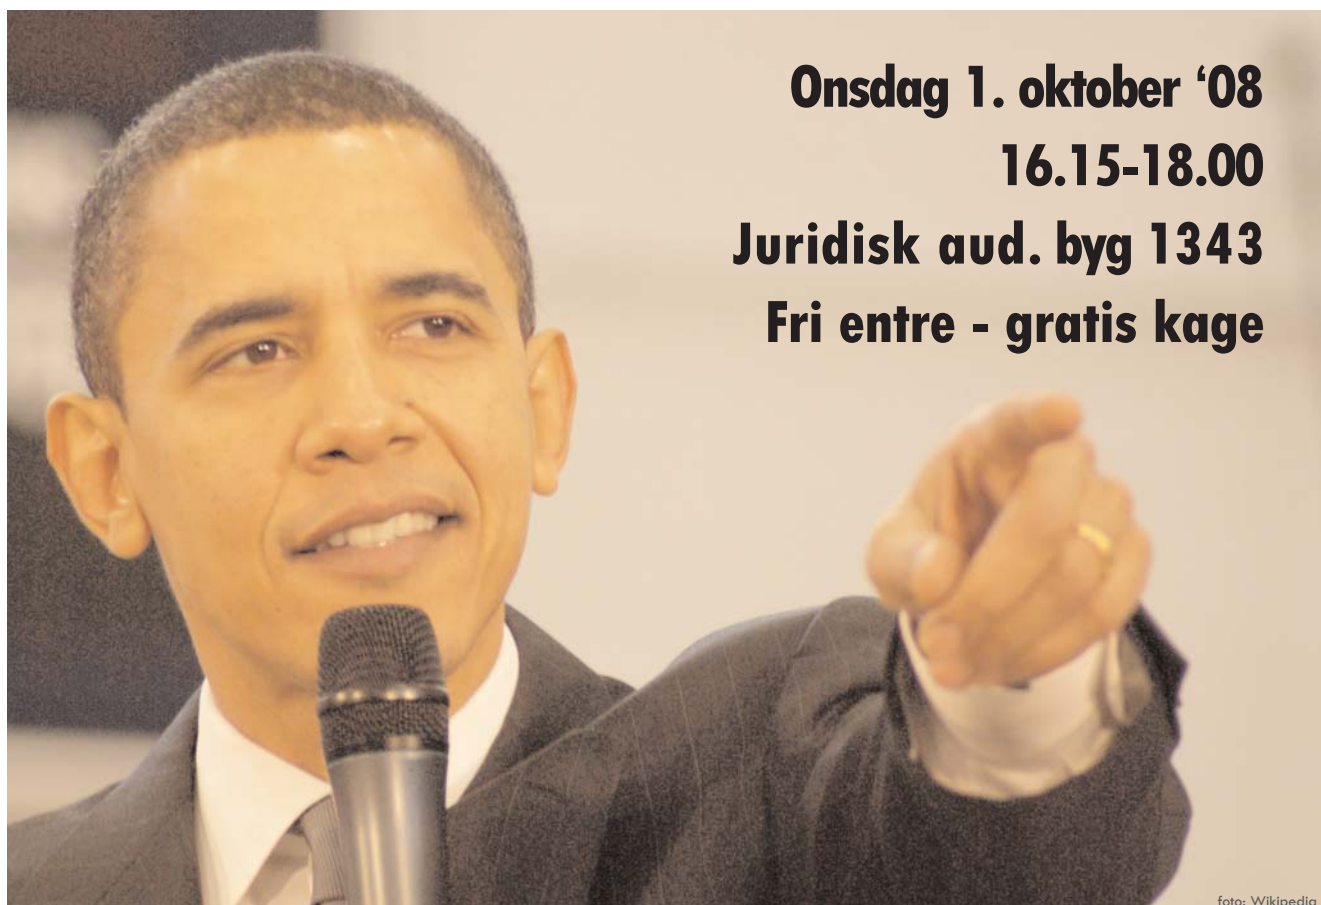 Onsdag 1. oktober ‘08
16.15-18.00
Juridisk aud. byg 1343
Fri entre - gratis kage
foto: Wikipedia